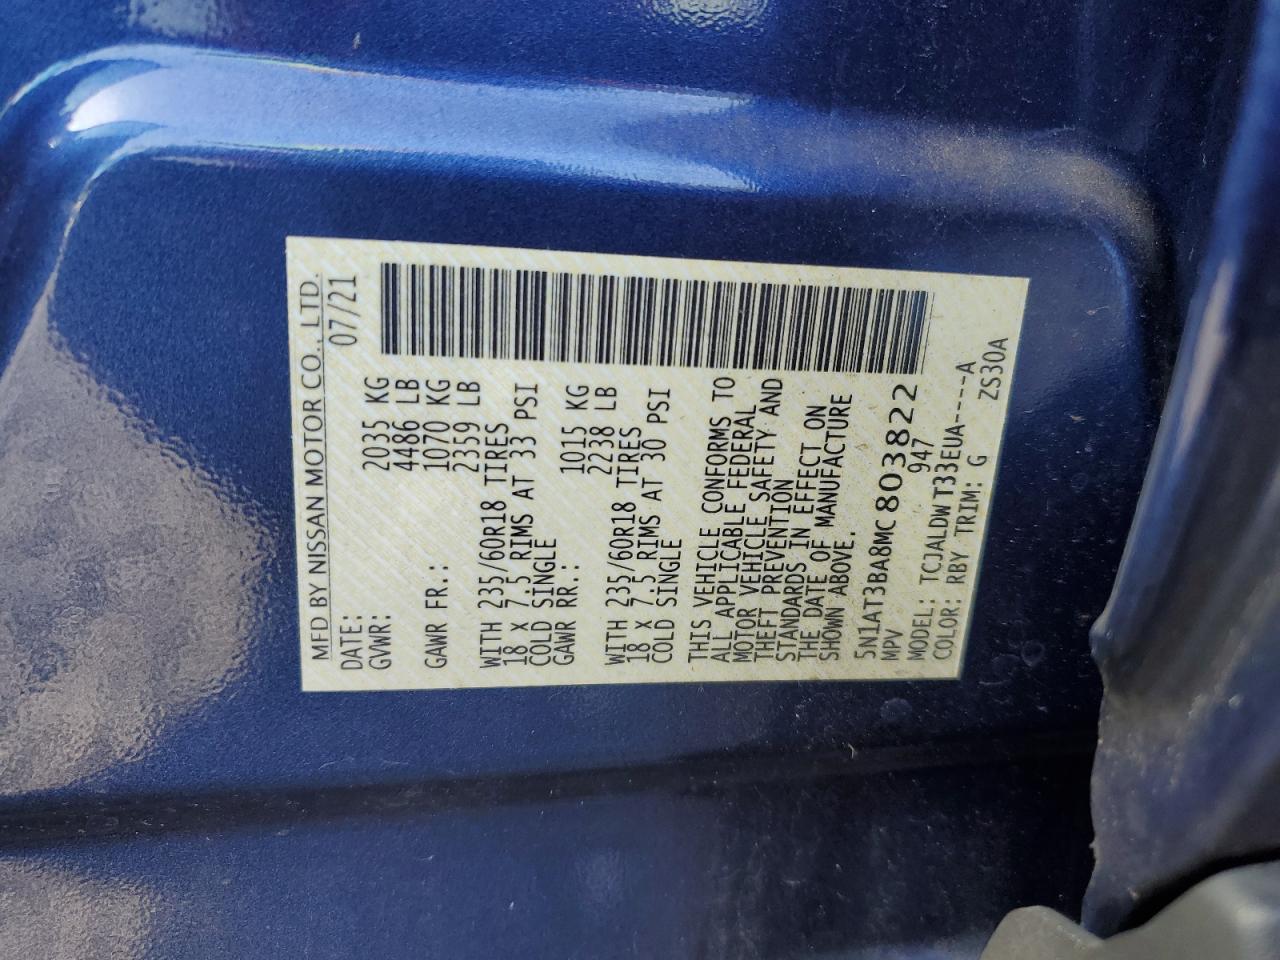 MFD BY NISSAN MOTOR CO., LTD.
DATE: 07/21
GVWR: 2035 KG
4486 LB
GAWR FR.: 1070 KG
2359 LB
WITH 235/60R18 TIRES
18 X 7.5 RIMS AT 33 PSI
COLD SINGLE
GAWR RR.: 1015 KG
2238 LB
WITH 235/60R18 TIRES
18 X 7.5 RIMS AT 30 PSI
COLD SINGLE
THIS VEHICLE CONFORMS TO
ALL APPLICABLE FEDERAL
MOTOR VEHICLE SAFETY AND
THEFT PREVENTION
STANDARDS IN EFFECT ON
THE DATE OF MANUFACTURE
SHOWN ABOVE.
5N1AT3BA8MC803822
MPV 947
MODEL: TCJALDWT33EUA-----A
COLOR: RBY TRIM: G ZS30A